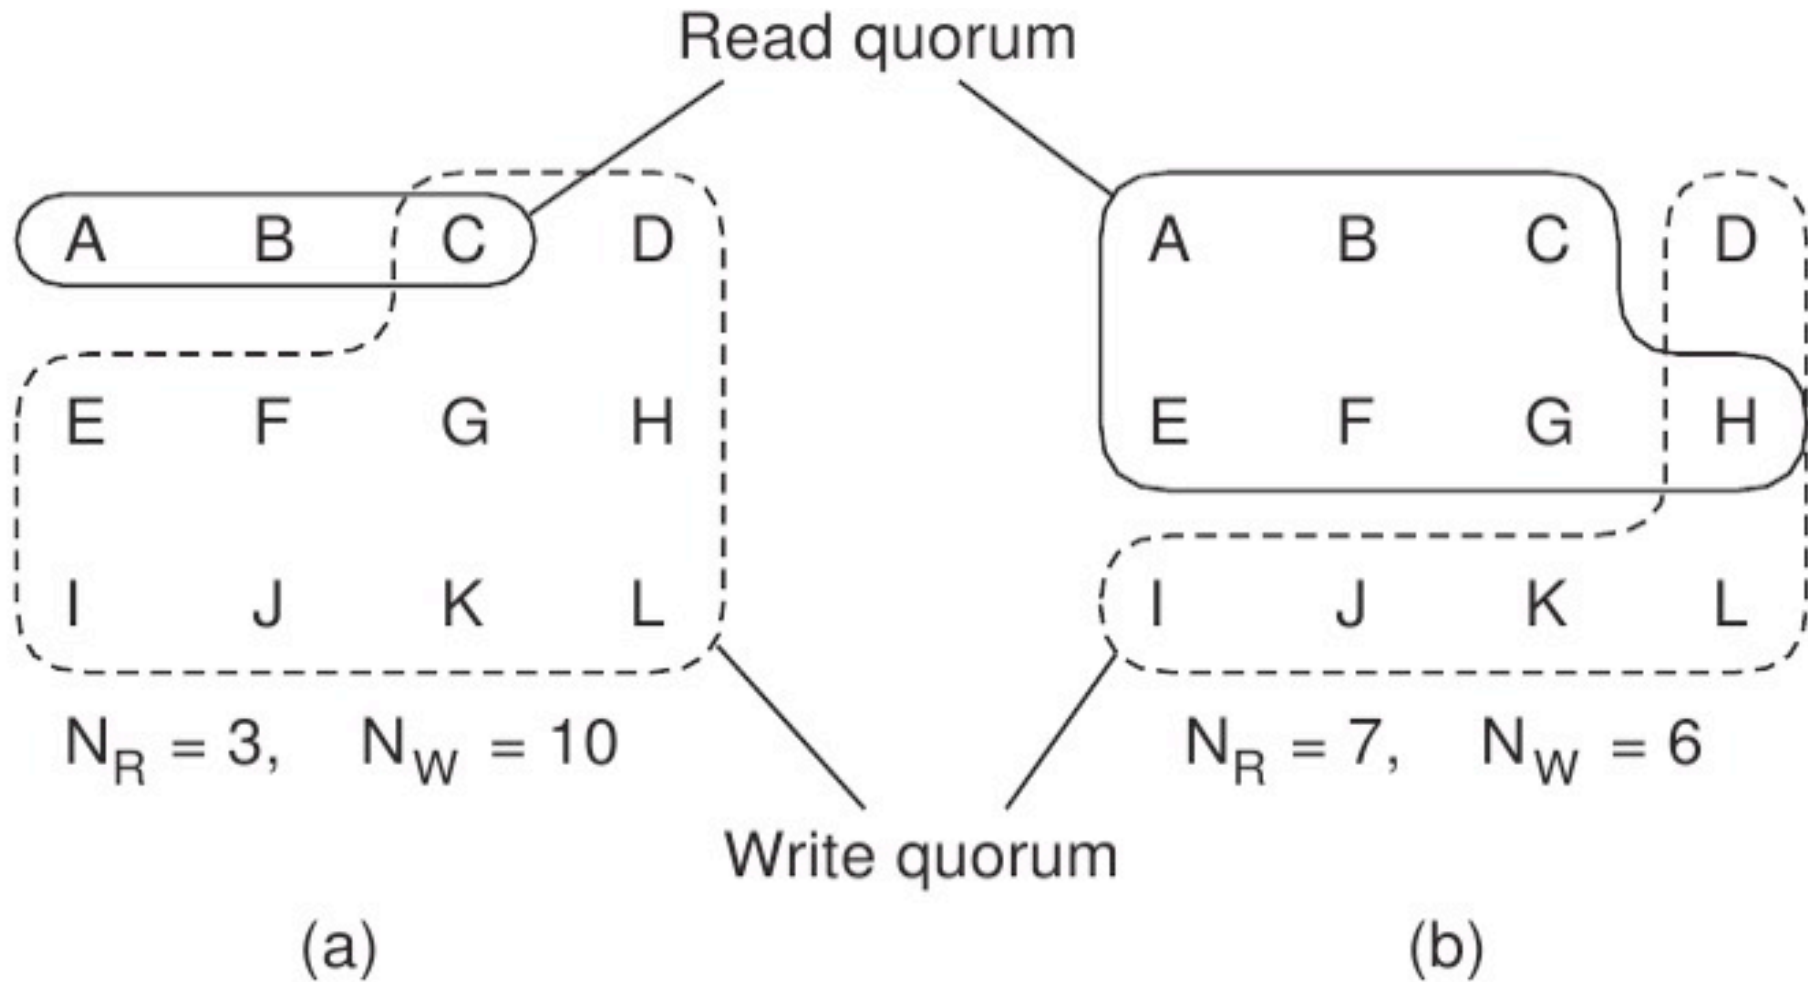 Read quorum
A B C D A B C D
E F G H E F G H
I J K L I J K L
N_R = 3, N_W = 10 N_R = 7, N_W = 6
Write quorum
(a) (b)